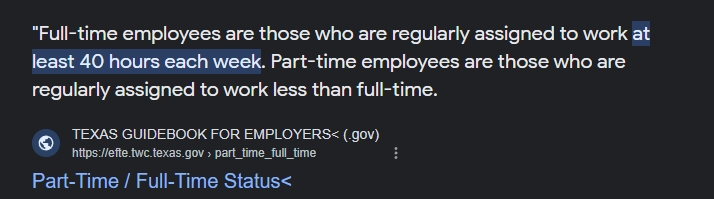 "Full-time employees are those who are regularly assigned to work at
least 40 hours each week. Part-time employees are those who are
regularly assigned to work less than full-time.
TEXAS GUIDEBOOK FOR EMPLOYERS< (.gov)
https://efte.twc.texas.gov › part_time_full_time
Part-Time / Full-Time Status<